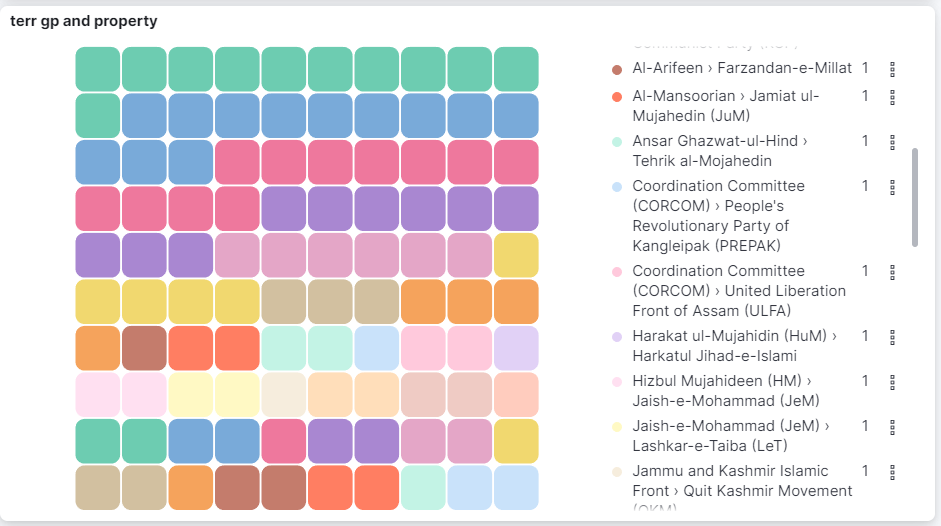 terr gp and property
Al-Arifeen › Farzandan-e-Millat 1
Al-Mansoorian › Jamiat ul- 1
Mujahedin (JuM)
Ansar Ghazwat-ul-Hind › 1
Tehrik al-Mojahedin
Coordination Committee 1
(CORCOM) › People's
Revolutionary Party of
Kangleipak (PREPAK)
Coordination Committee 1
(CORCOM) › United Liberation
Front of Assam (ULFA)
Harakat ul-Mujahidin (HuM) › 1
Harkatul Jihad-e-Islami
Hizbul Mujahideen (HM) › 1
Jaish-e-Mohammad (JeM)
Jaish-e-Mohammad (JeM) › 1
Lashkar-e-Taiba (LeT)
Jammu and Kashmir Islamic 1
Front › Quit Kashmir Movement